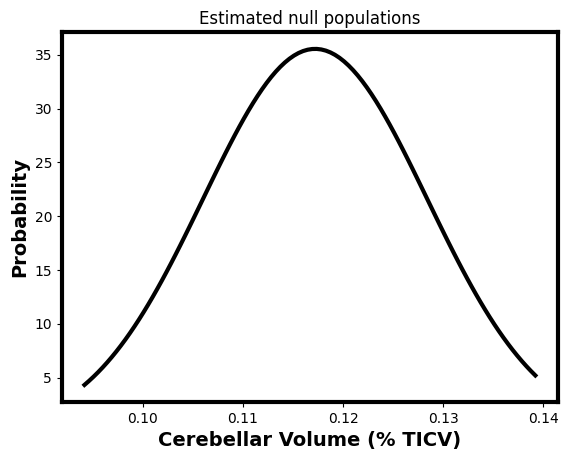 Estimated null populations
35
30
25
20
15
10
5
Probability
0.10 0.11 0.12 0.13 0.14
Cerebellar Volume (% TICV)